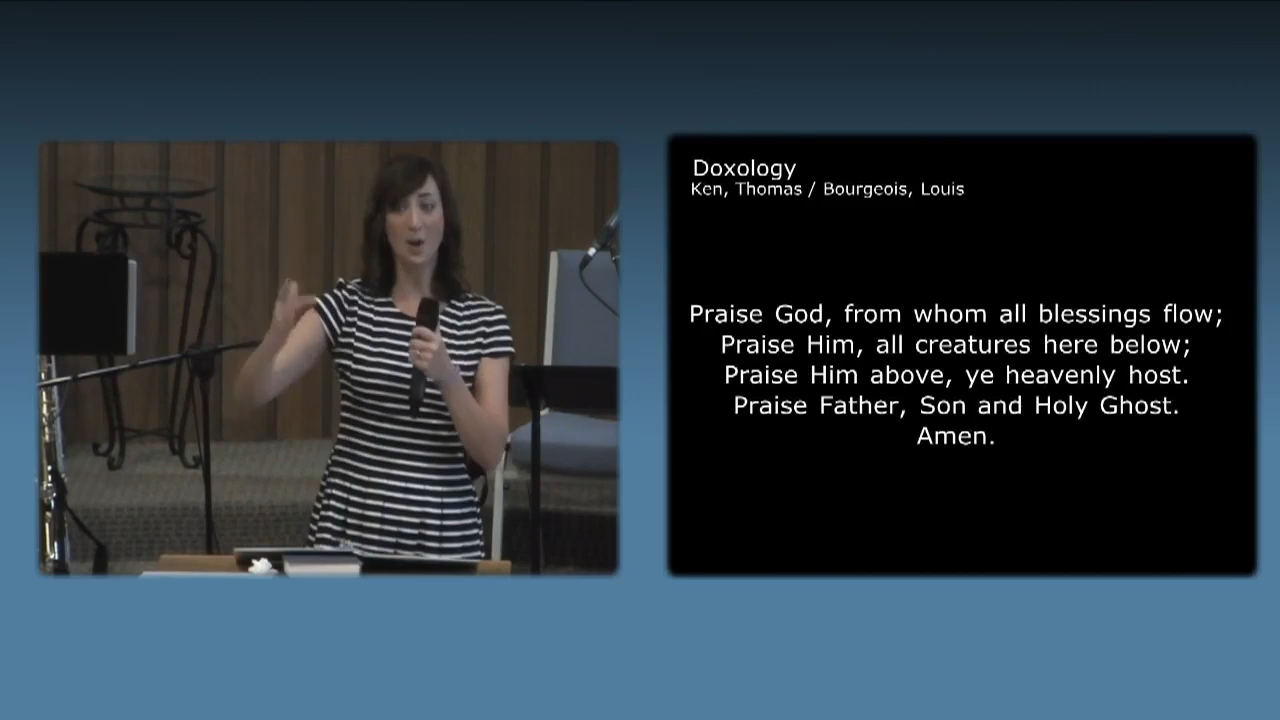 Doxology
Ken, Thomas / Bourgeois, Louis
Praise God, from whom all blessings flow;
Praise Him, all creatures here below;
Praise Him above, ye heavenly host.
Praise Father, Son and Holy Ghost.
Amen.